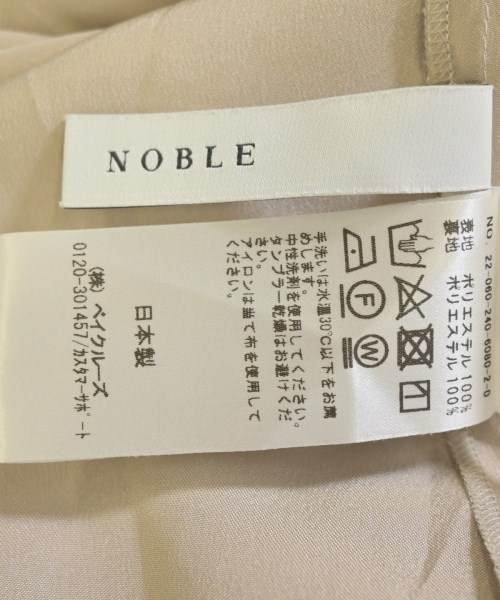 NOBLE
NO. 22-080-240-6080-2-0
表地 ポリエステル 100%
裏地 ポリエステル 100%
F
W
手洗いは水温30℃以下をお薦
めします。
中性洗剤を使用してください。
タンブラー乾燥はお避けくだ
さい。
アイロンは当て布を使用して
ください。
日本製
(株) ベイクルーズ
0120-301457/カスタマーサポート